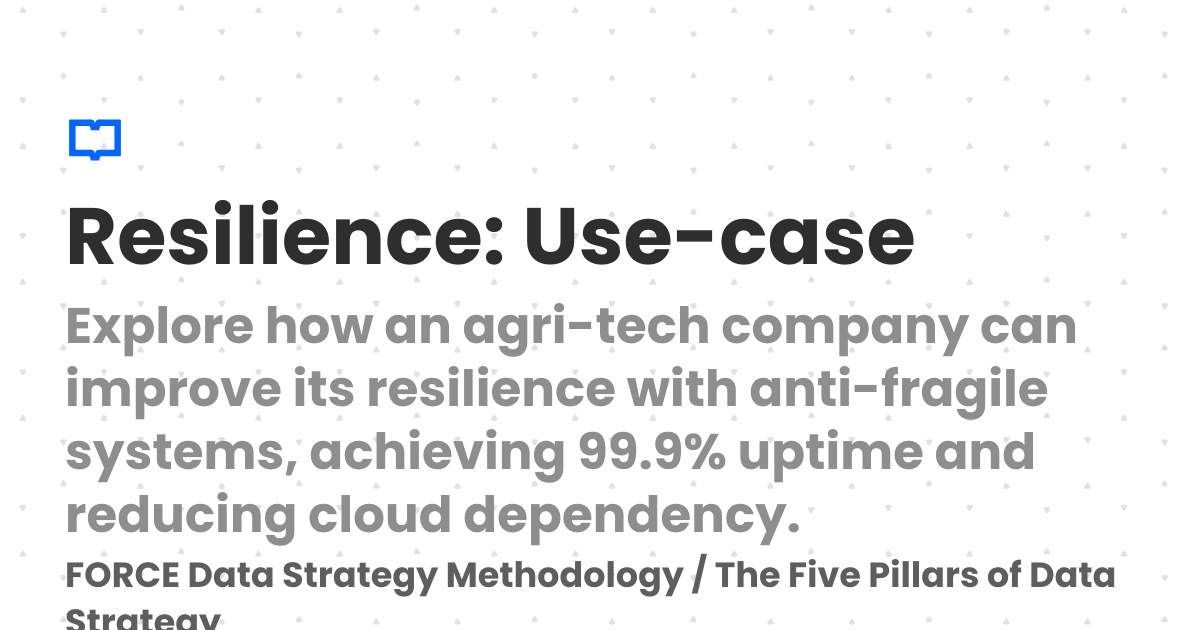 Resilience: Use-case
Explore how an agri-tech company can
improve its resilience with anti-fragile
systems, achieving 99.9% uptime and
reducing cloud dependency.
FORCE Data Strategy Methodology / The Five Pillars of Data
Strategy